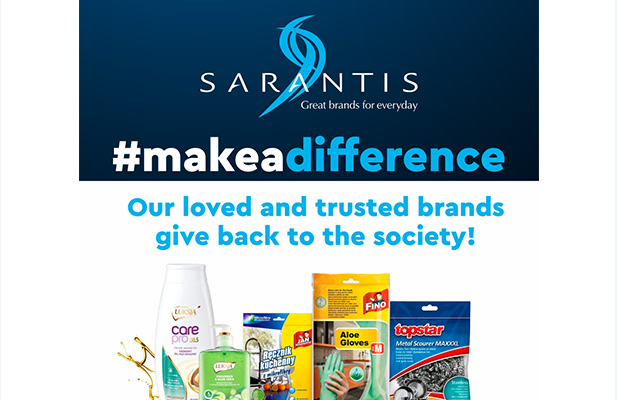 SARANTIS
Great brands for everyday
#makeadifference
Our loved and trusted brands
give back to the society!
LUKSJA
care
pro
LUKSJA
JAN
Ręcznik
kuchenny
z mikrofibry
FINO
Aloe
Gloves
M
topstar
Metal Scourer MAXXXL